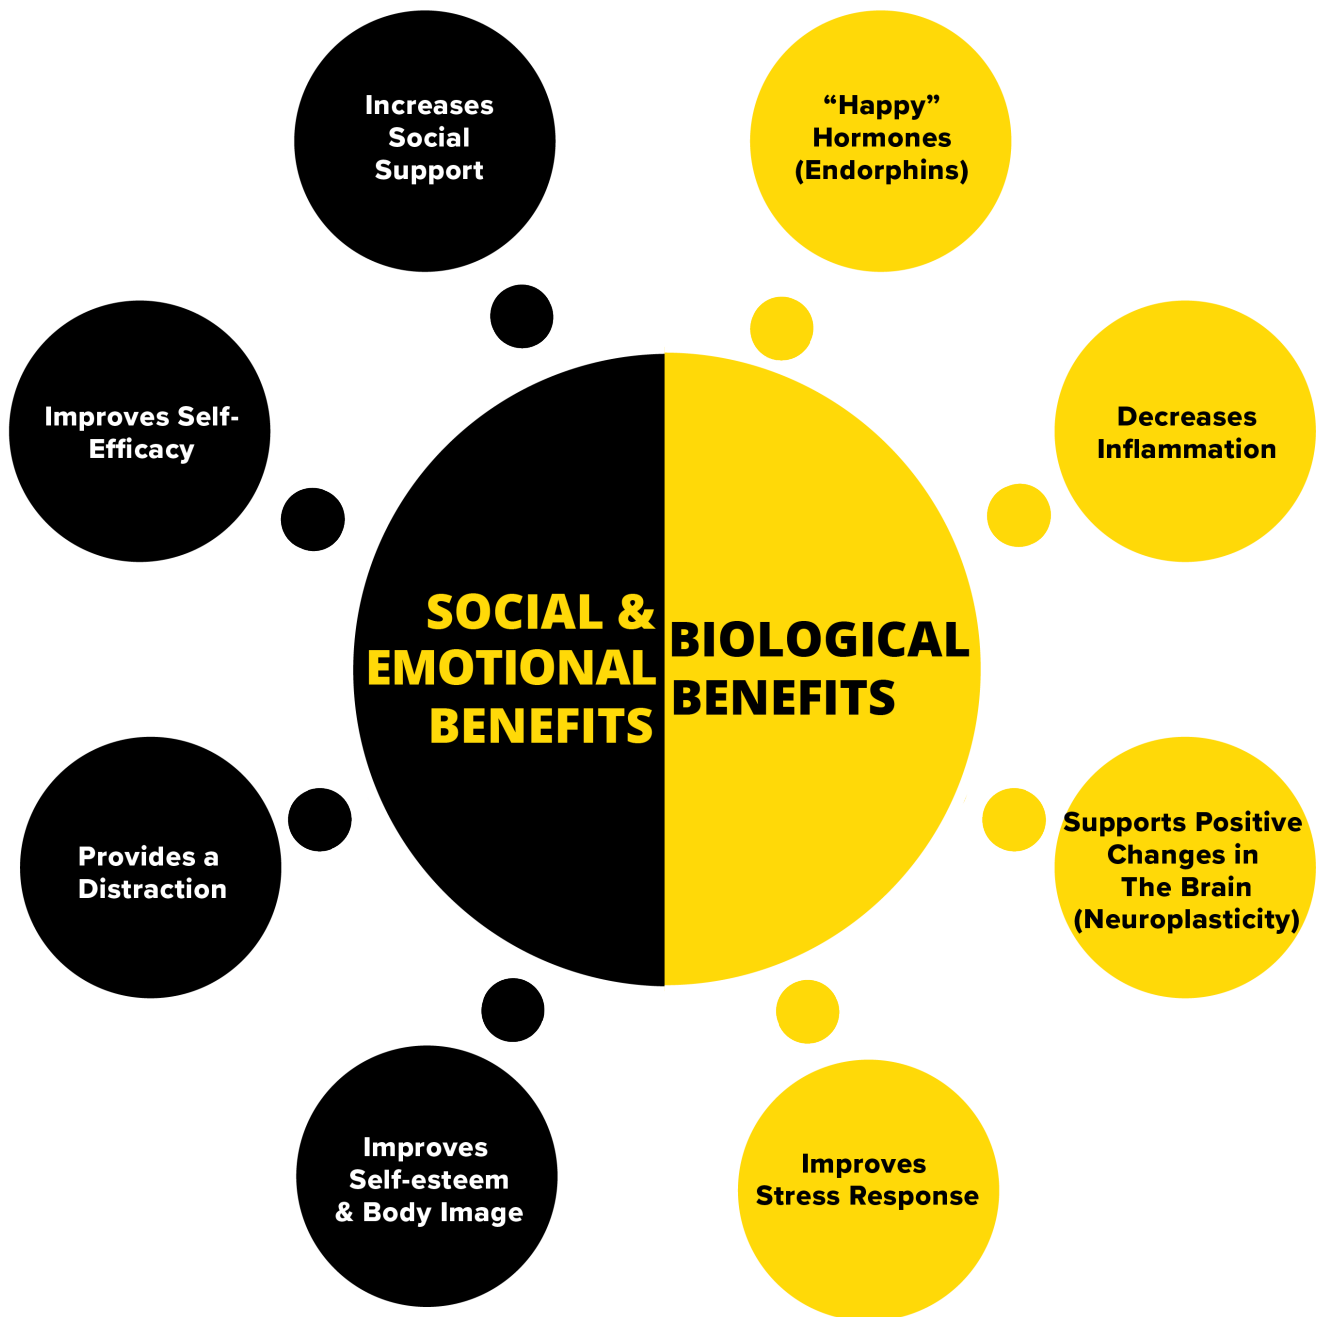 Increases
Social
Support
“Happy”
Hormones
(Endorphins)
Improves Self-
Efficacy
Decreases
Inflammation
SOCIAL &
EMOTIONAL
BENEFITS
BIOLOGICAL
BENEFITS
Provides a
Distraction
Supports Positive
Changes in
The Brain
(Neuroplasticity)
Improves
Self-esteem
& Body Image
Improves
Stress Response